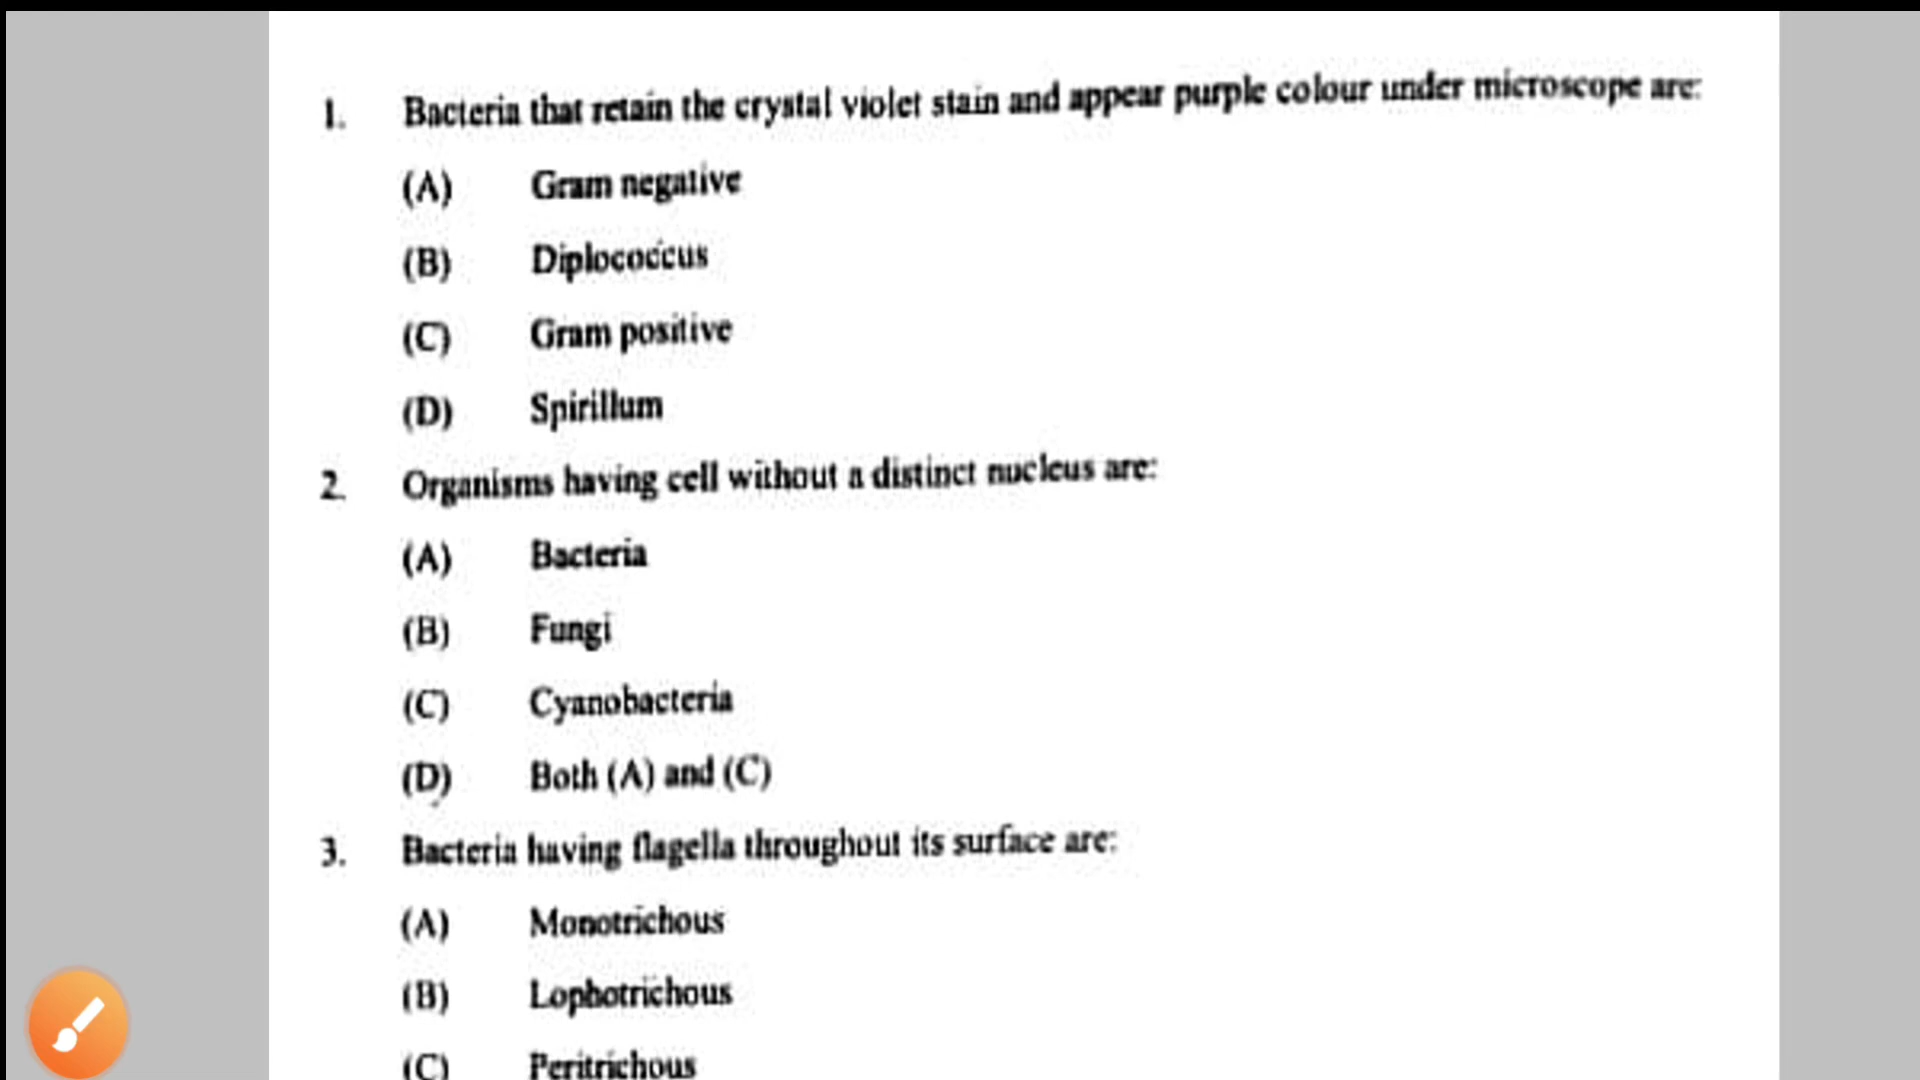 1. Bacteria that retain the crystal violet stain and appear purple colour under microscope are:
(A) Gram negative
(B) Diplococcus
(C) Gram positive
(D) Spirillum
2. Organisms having cell without a distinct nucleus are:
(A) Bacteria
(B) Fungi
(C) Cyanobacteria
(D) Both (A) and (C)
3. Bacteria having flagella throughout its surface are:
(A) Monotrichous
(B) Lophotrichous
(C) Peritrichous